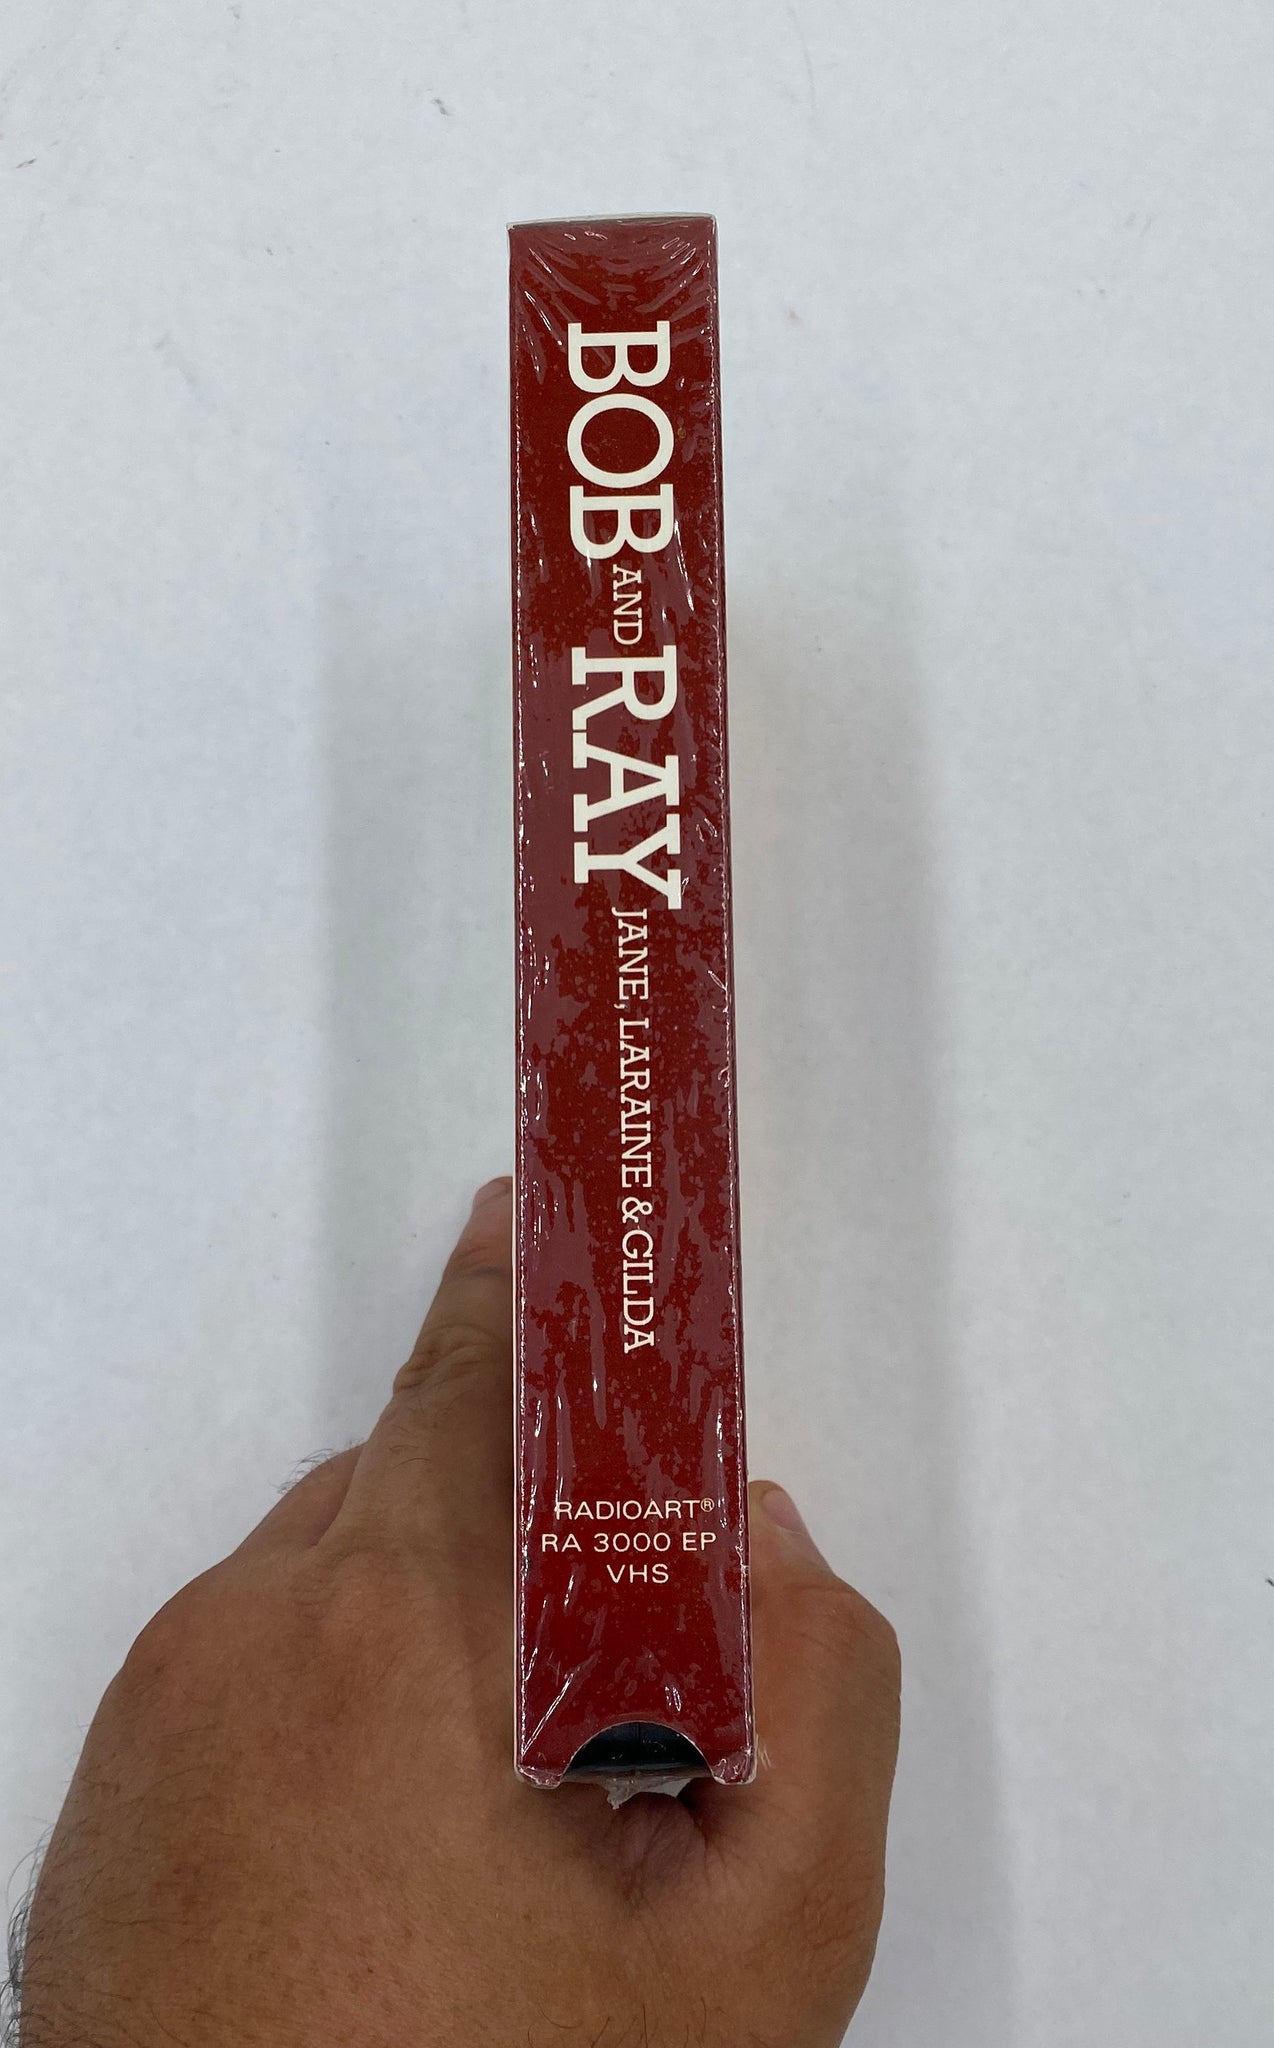 BOB AND RAY JANE, LARAINE & GILDA
RADIOART®
RA 3000 EP
VHS